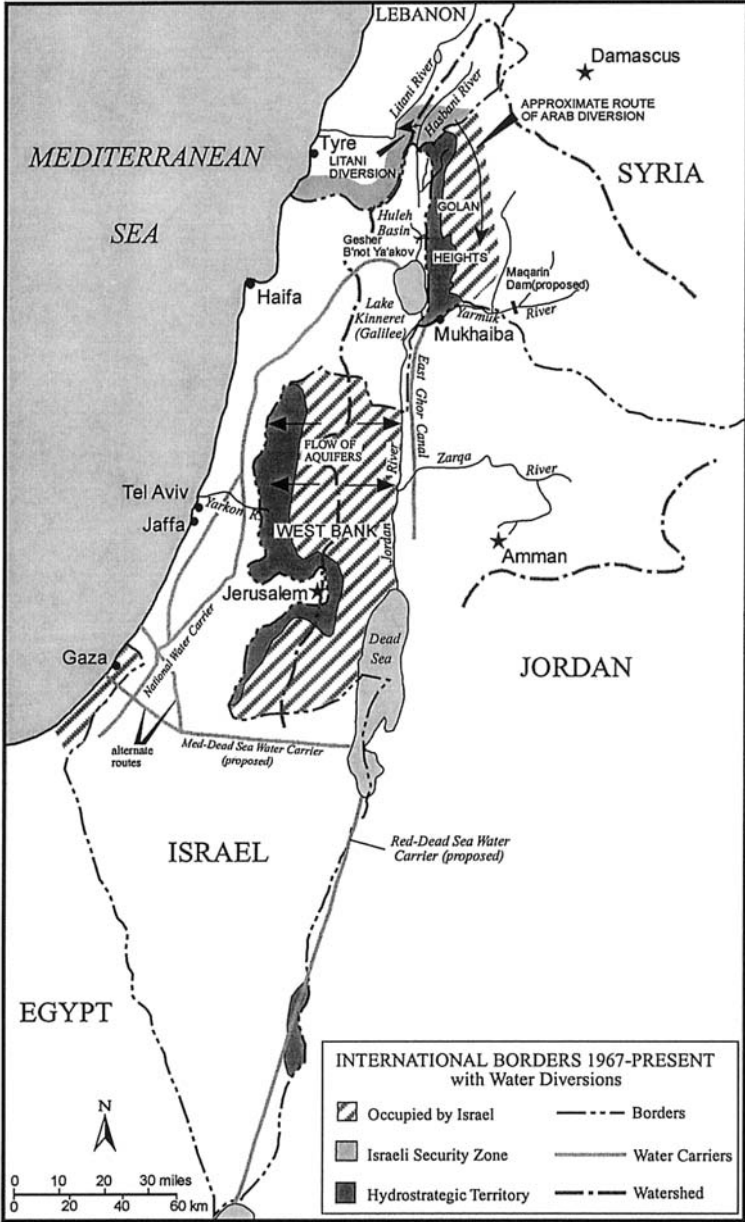 LEBANON
Damascus
Litani River
Hasbani River
APPROXIMATE ROUTE
OF ARAB DIVERSION
MEDITERRANEAN
SEA
Tyre
LITANI
DIVERSION
SYRIA
GOLAN
HEIGHTS
Huleh
Basin
Gesher
B'not Ya'akov
Haifa
Lake
Kinneret
(Galilee)
Maqarin
Dam(proposed)
Yarmuk
River
Mukhaiba
East Ghor Canal
FLOW OF
AQUIFERS
Jordan
River
Zarqa
River
Tel Aviv
Jaffa
Yarkon R.
WEST BANK
Amman
Jerusalem
Dead
Sea
Gaza
National Water Carrier
JORDAN
alternate
routes
Med-Dead Sea Water Carrier
(proposed)
ISRAEL
Red-Dead Sea Water
Carrier (proposed)
EGYPT
N
0 10 20 30 miles
0 20 40 60 km
INTERNATIONAL BORDERS 1967-PRESENT
with Water Diversions
Occupied by Israel
Borders
Israeli Security Zone
Water Carriers
Hydrostrategic Territory
Watershed